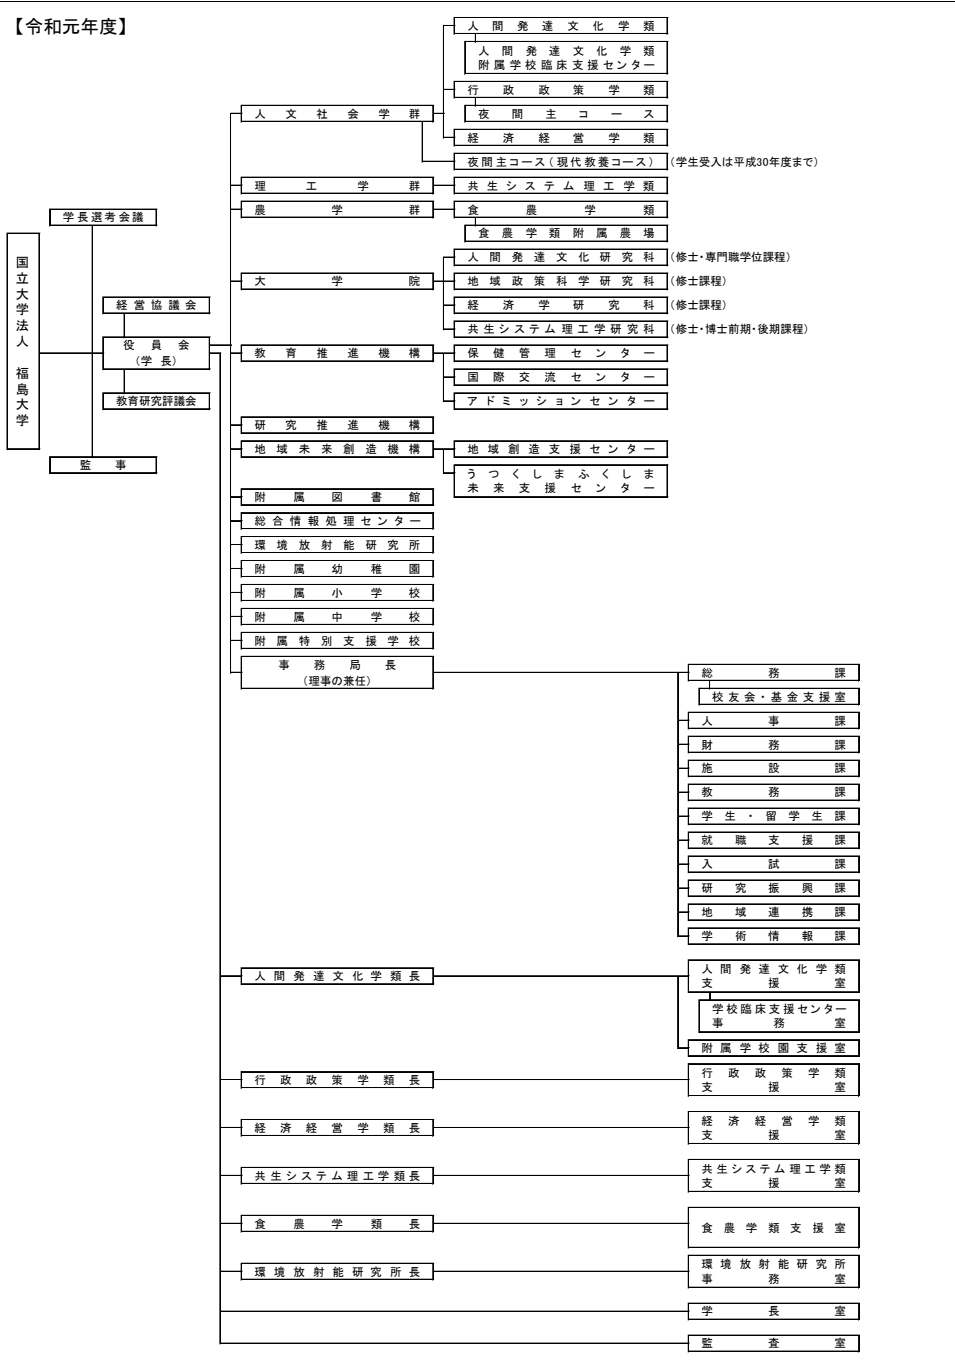 【令和元年度】
人間発達文化学類
人間発達文化学類
附属学校臨床支援センター
行政政策学類
人文社会学群
夜間主コース
経済経営学類
夜間主コース（現代教養コース）
（学生受入は平成30年度まで）
理工学群
共生システム理工学類
農学群
食農学類
学長選考会議
食農学類附属農場
国立大学法人 福島大学
人間発達文化研究科
（修士・専門職学位課程）
大学院
地域政策科学研究科
（修士課程）
経営協議会
経済学研究科
（修士課程）
共生システム理工学研究科
（修士・博士前期・後期課程）
役員会
（学長）
教育推進機構
保健管理センター
国際交流センター
教育研究評議会
アドミッションセンター
研究推進機構
地域未来創造機構
地域創造支援センター
監事
うつくしまふくしま
未来支援センター
附属図書館
総合情報処理センター
環境放射能研究所
附属幼稚園
附属小学校
附属中学校
附属特別支援学校
事務局長
（理事の兼任）
総務課
校友会・基金支援室
人事課
財務課
施設課
教務課
学生・留学生課
就職支援課
入試課
研究振興課
地域連携課
学術情報課
人間発達文化学類長
人間発達文化学類
支援室
学校臨床支援センター
事務室
附属学校園支援室
行政政策学類長
行政政策学類
支援室
経済経営学類長
経済経営学類
支援室
共生システム理工学類長
共生システム理工学類
支援室
食農学類長
食農学類支援室
環境放射能研究所長
環境放射能研究所
事務室
学長室
監査室